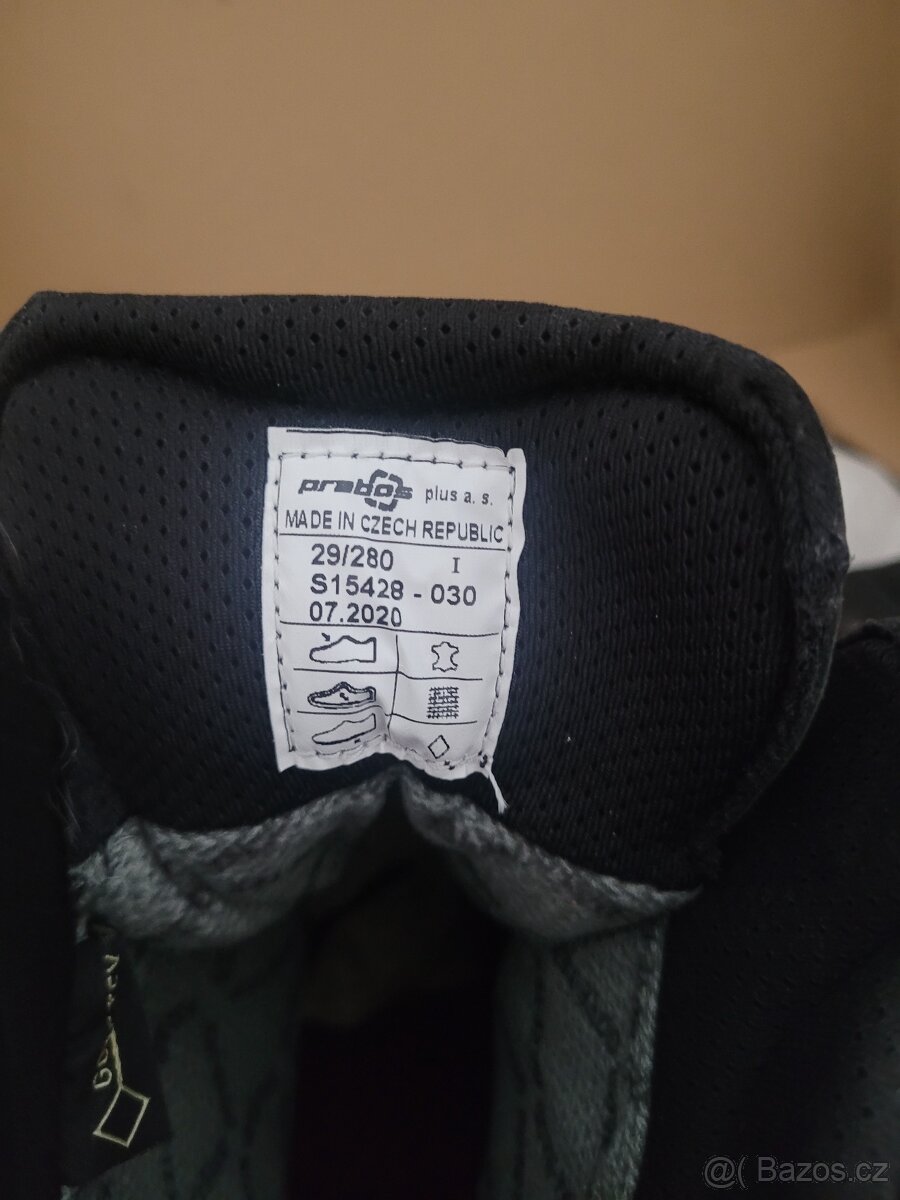 prabos plus a. s.
MADE IN CZECH REPUBLIC
29/280 I
S15428 - 030
07.2020
@( Bazos.cz